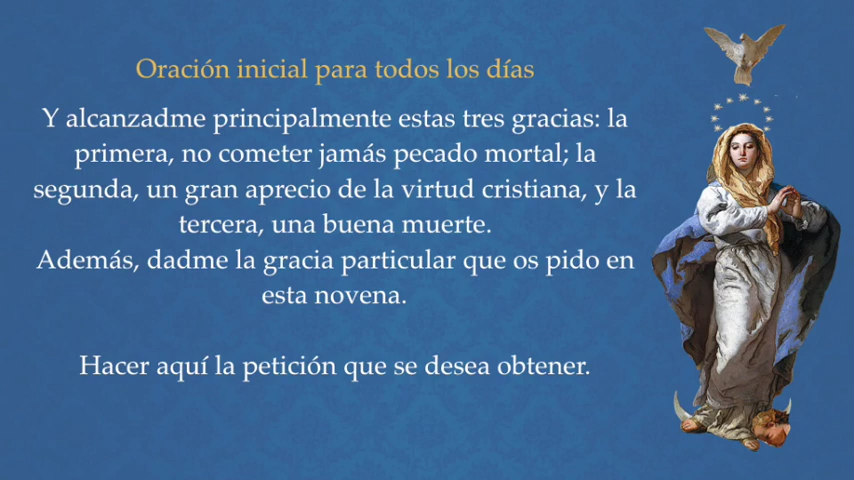 Oración inicial para todos los días
Y alcanzadme principalmente estas tres gracias: la
primera, no cometer jamás pecado mortal; la
segunda, un gran aprecio de la virtud cristiana, y la
tercera, una buena muerte.
Además, dadme la gracia particular que os pido en
esta novena.
Hacer aquí la petición que se desea obtener.